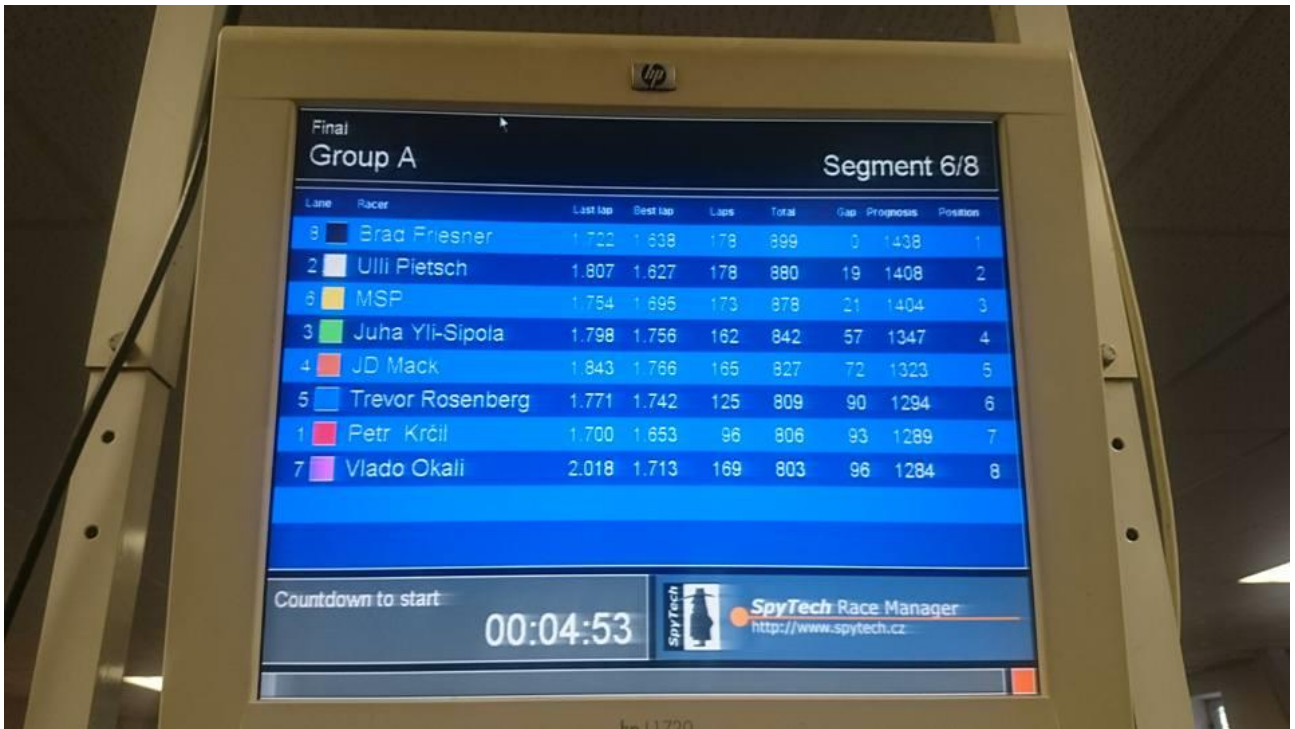 hp
Final
Group A
Segment 6/8
Lane Racer Last lap Best lap Laps Total Gap Prognosis Position
8 Brad Friesner 1.722 1.638 178 899 0 1438 1
2 Ulli Pietsch 1.807 1.627 178 880 19 1408 2
6 MSP 1.754 1.695 173 878 21 1404 3
3 Juha Yli-Sipola 1.798 1.756 162 842 57 1347 4
4 JD Mack 1.843 1.766 165 827 72 1323 5
5 Trevor Rosenberg 1.771 1.742 125 809 90 1294 6
1 Petr Krčil 1.700 1.653 96 806 93 1289 7
7 Vlado Okali 2.018 1.713 169 803 96 1284 8
Countdown to start
00:04:53
SpyTech
SpyTech Race Manager
http://www.spytech.cz